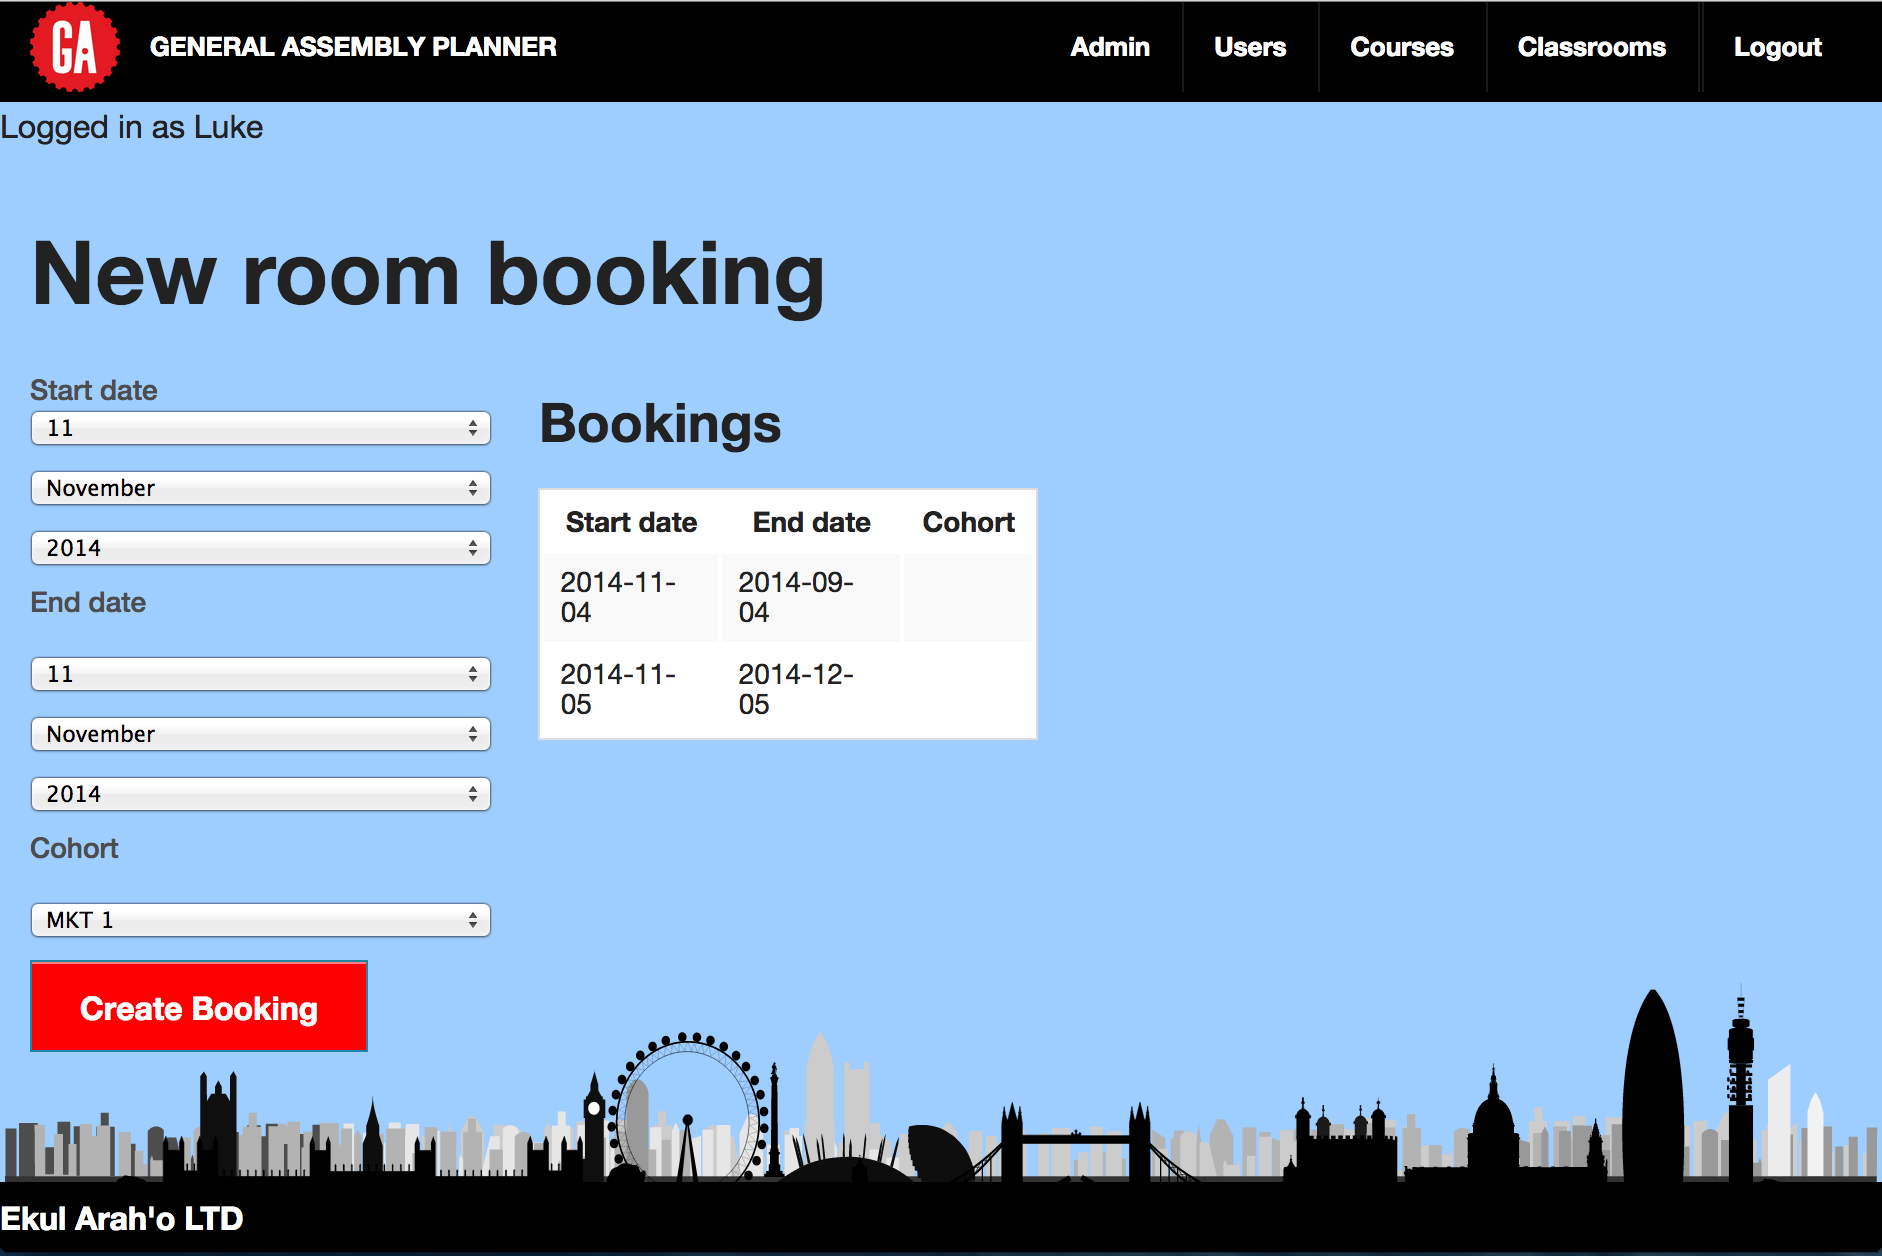 GA
GENERAL ASSEMBLY PLANNER
Admin
Users
Courses
Classrooms
Logout
Logged in as Luke
New room booking
Start date
11
November
2014
End date
11
November
2014
Cohort
MKT 1
Create Booking
Bookings
Start date End date Cohort
2014-11- 2014-09-
04 04
2014-11- 2014-12-
05 05
Ekul Arah'o LTD